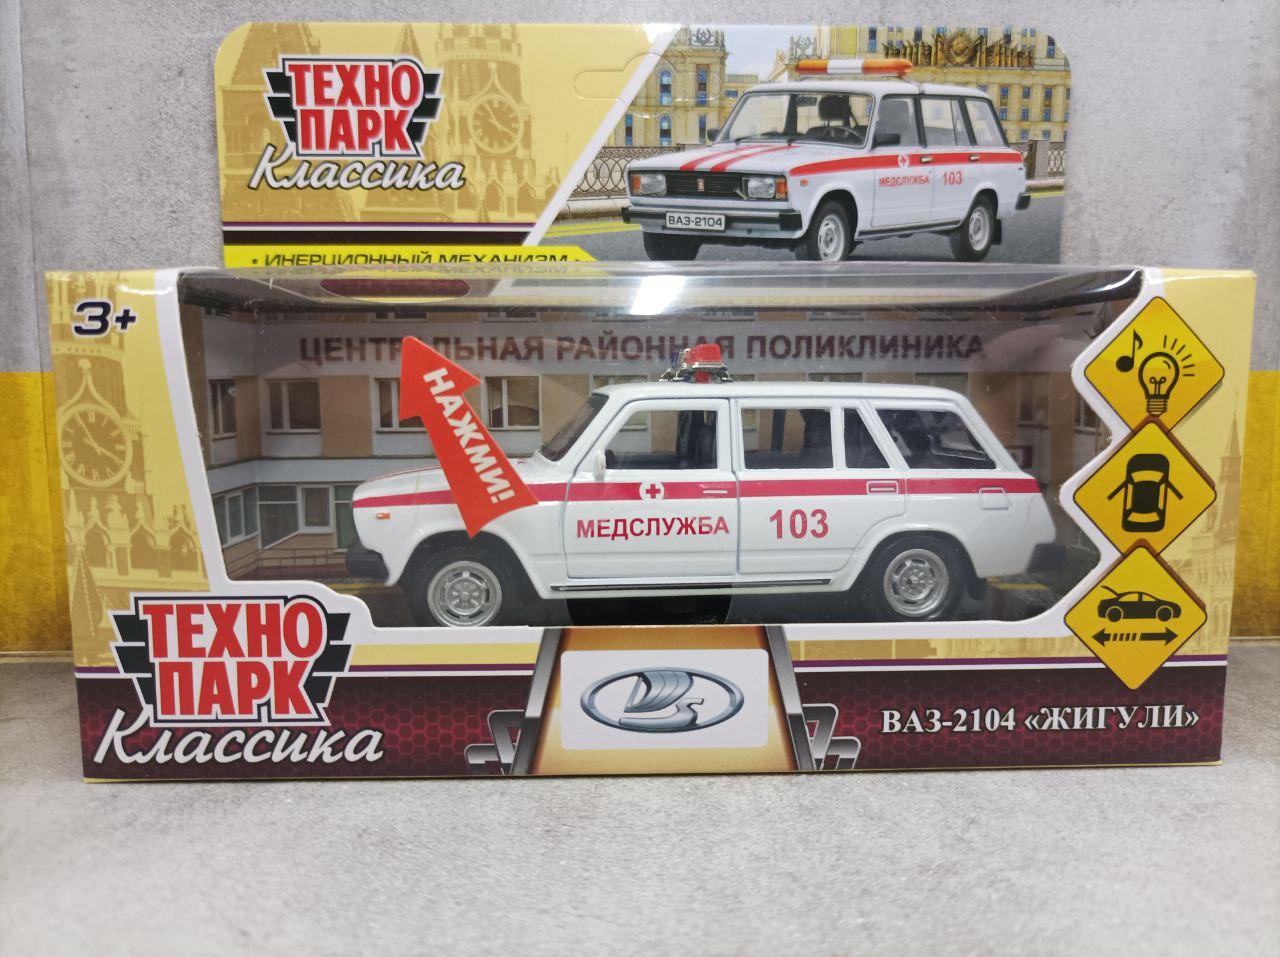 ТЕХНО
ПАРК
Классика
МЕДСЛУЖБА 103
ВАЗ-2104
• ИНЕРЦИОННЫЙ МЕХАНИЗМ •
3+
ЦЕНТРАЛЬНАЯ РАЙОННАЯ ПОЛИКЛИНИКА
НАЖМИ!
МЕДСЛУЖБА 103
ТЕХНО
ПАРК
Классика
ВАЗ-2104 «ЖИГУЛИ»